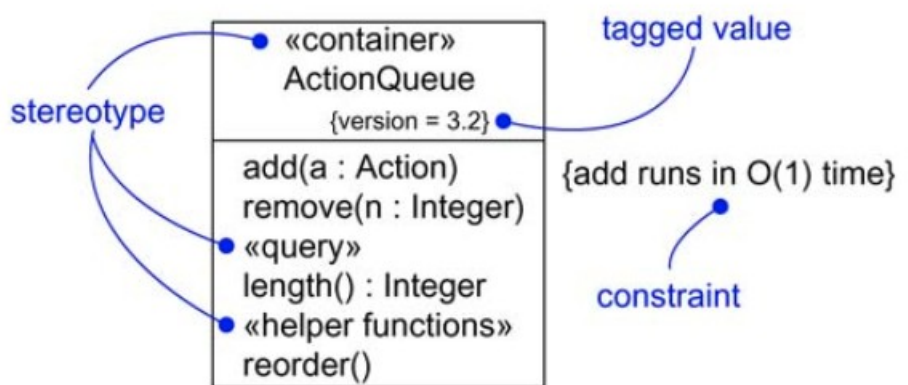 «container»
ActionQueue
{version = 3.2}
tagged value
stereotype
add(a : Action)
remove(n : Integer)
«query»
length() : Integer
«helper functions»
reorder()
{add runs in O(1) time}
constraint